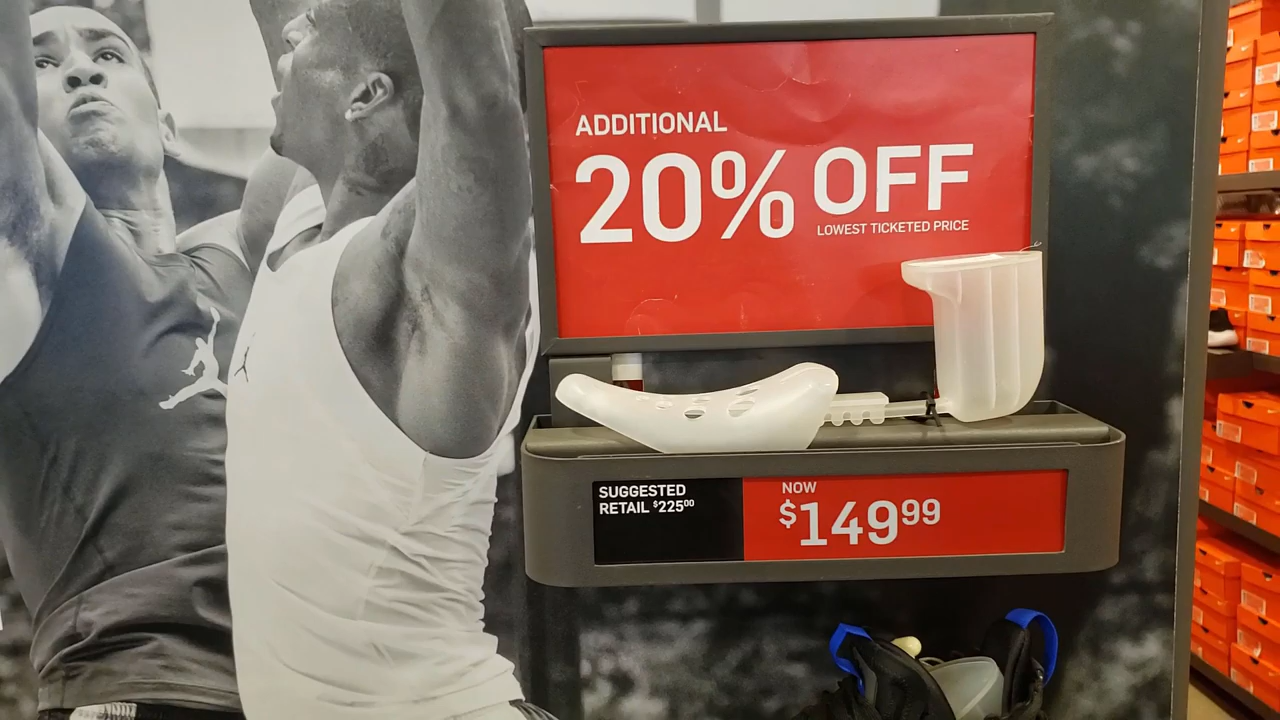 ADDITIONAL
20% OFF
LOWEST TICKETED PRICE
SUGGESTED
RETAIL $225⁰⁰
NOW
$149⁹⁹